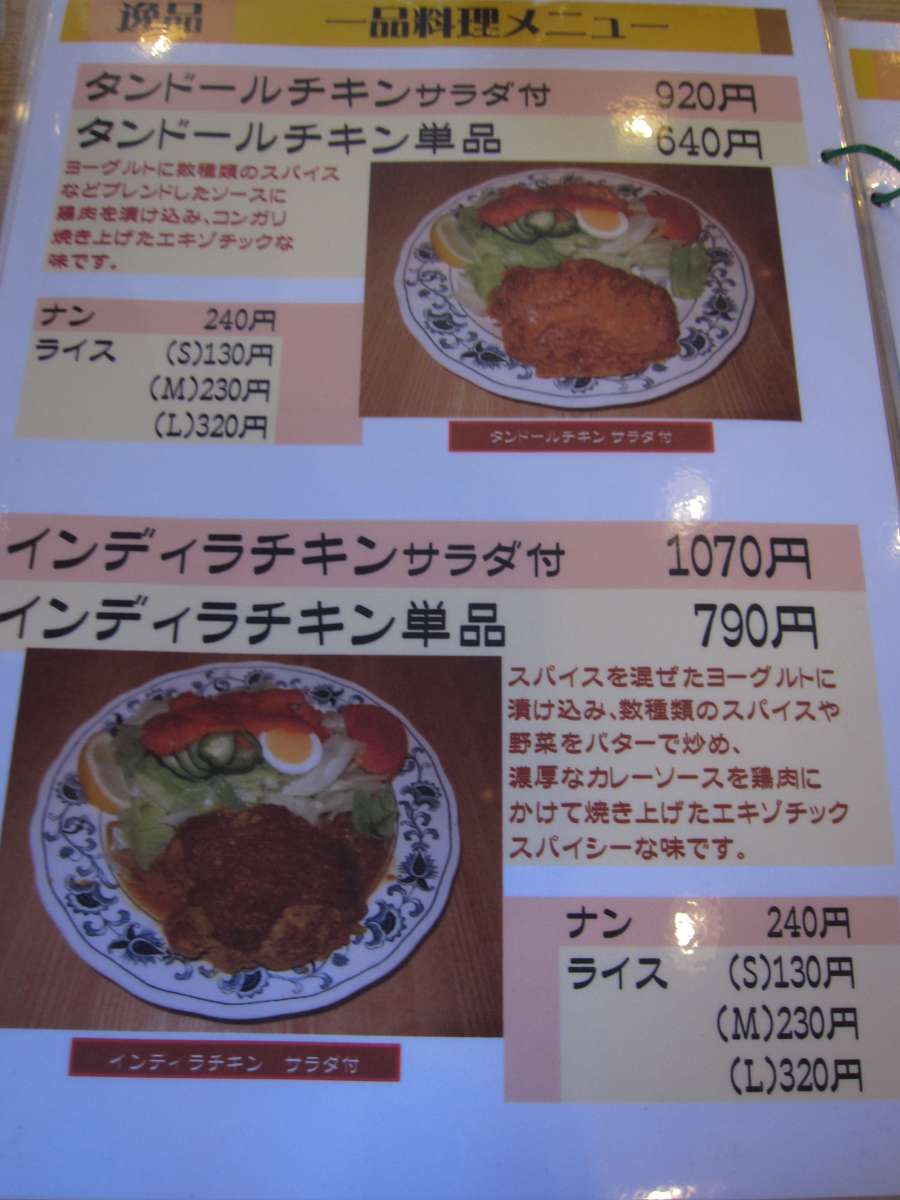 逸品 一品料理メニュー
タンドールチキンサラダ付 920円
タンドールチキン単品 640円
ヨーグルトに数種類のスパイス
などブレンドしたソースに
鶏肉を漬け込み、コンガリ
焼き上げたエキゾチックな
味です。
ナン 240円
ライス (S)130円
(M)230円
(L)320円
タンドールチキン サラダ付
インディラチキンサラダ付 1070円
インディラチキン単品 790円
スパイスを混ぜたヨーグルトに
漬け込み、数種類のスパイスや
野菜をバターで炒め、
濃厚なカレーソースを鶏肉に
かけて焼き上げたエキゾチック
スパイシーな味です。
ナン 240円
ライス (S)130円
(M)230円
(L)320円
インディラチキン サラダ付